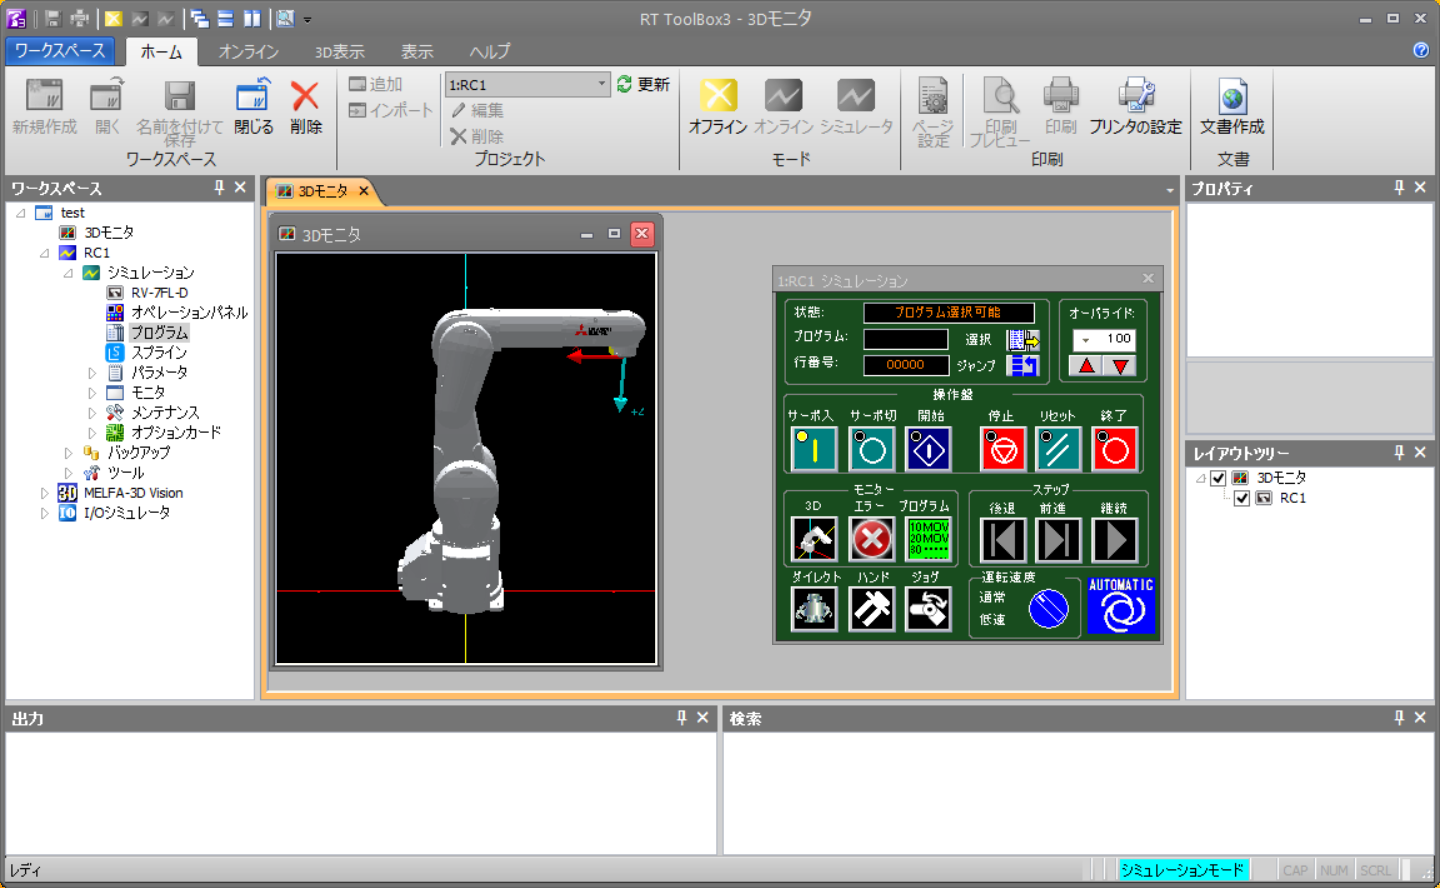 RT ToolBox3 - 3Dモニタ
ワークスペース ホーム オンライン 3D表示 表示 ヘルプ
新規作成 開く 名前を付けて保存 閉じる 削除
ワークスペース
追加
インポート
1:RC1 更新
編集
削除
プロジェクト
オフライン オンライン シミュレータ
モード
ページ設定 印刷プレビュー 印刷 プリンタの設定
印刷
文書作成
文書
ワークスペース
test
3Dモニタ
RC1
シミュレーション
RV-7FL-D
オペレーションパネル
プログラム
スプライン
パラメータ
モニタ
メンテナンス
オプションカード
バックアップ
ツール
MELFA-3D Vision
I/Oシミュレータ
3Dモニタ
3Dモニタ
+Z
1:RC1 シミュレーション
状態: プログラム選択可能
プログラム: 選択
行番号: 00000 ジャンプ
オーバライド:
100
操作盤
サーボ入 サーボ切 開始 停止 リセット 終了
モニター
3D エラー プログラム
10MOV
20MOV
30
ステップ
後退 前進 継続
ダイレクト ハンド ジョグ
運転速度
通常
低速
AUTOMATIC
プロパティ
レイアウトツリー
3Dモニタ
RC1
出力
検索
レディ
シミュレーションモード CAP NUM SCRL